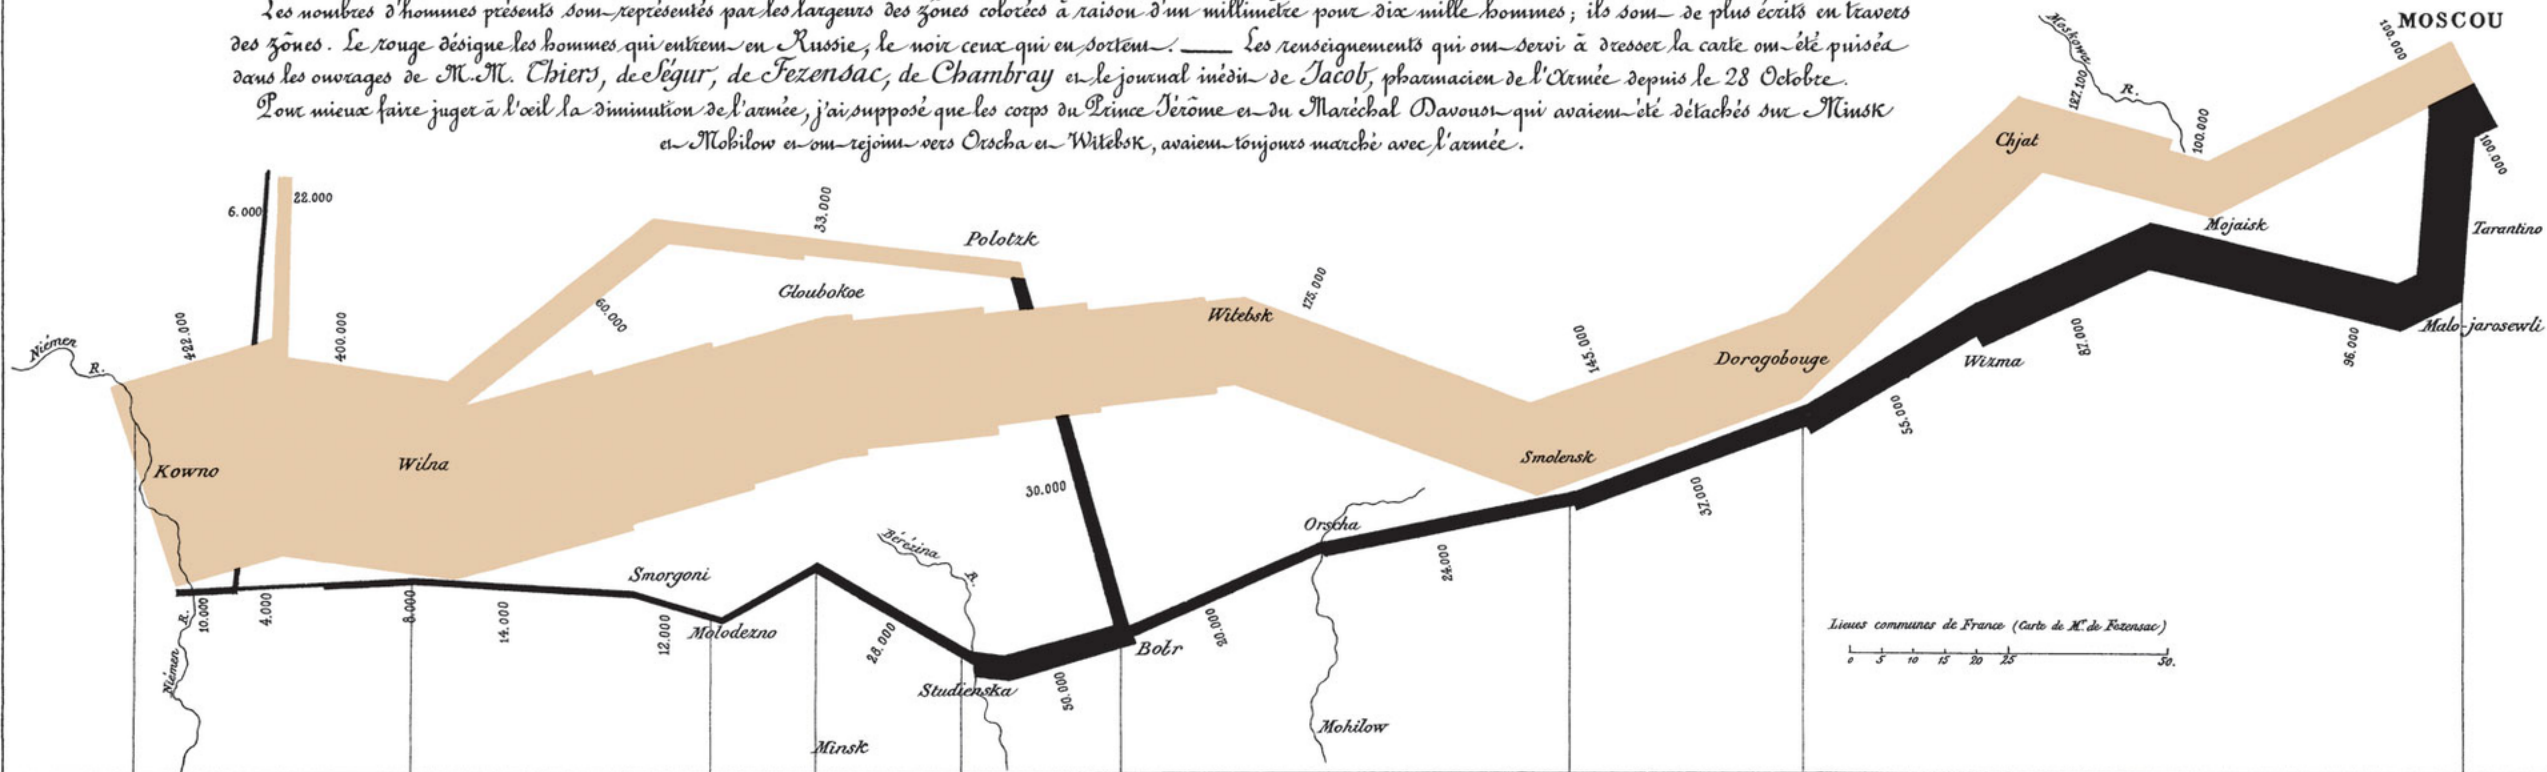 Les nombres d'hommes présents sont représentés par les largeurs des zônes colorées à raison d'un millimètre pour dix mille hommes; ils sont de plus écrits en travers
des zônes. Le rouge désigne les hommes qui entrent en Russie, le noir ceux qui en sortent. — Les renseignements qui ont servi à dresser la carte ont été puisés
dans les ouvrages de M.M. Thiers, de Ségur, de Fezensac, de Chambray et le journal inédit de Jacob, pharmacien de l'Armée depuis le 28 Octobre.
Pour mieux faire juger à l'œil la diminution de l'armée, j'ai supposé que les corps du Prince Jérôme et du Maréchal Davoust qui avaient été détachés sur Minsk
et Mohilow et ont rejoint vers Orscha et Witebsk, avaient toujours marché avec l'armée.
MOSCOU
Moskowa
R.
100.000
127.100
100.000
100.000
Chjat
Mojaisk
Tarantino
Malo-jarosewli
6.000
22.000
33.000
Polotzk
Gloubokoe
60.000
422.000
400.000
Niémen
R.
Kowno
Wilna
Witebsk
175.000
145.000
Dorogobouge
Smolensk
Wizma
82.000
96.000
55.000
37.000
30.000
Orscha
24.000
Bérézina
R.
Smorgoni
Molodezno
10.000
4.000
8.000
14.000
12.000
28.000
Studienska
50.000
Bobr
20.000
R.
Niémen
Minsk
Mohilow
Lieues communes de France (Carte de Mr. de Fezensac)
0 5 10 15 20 25 50.